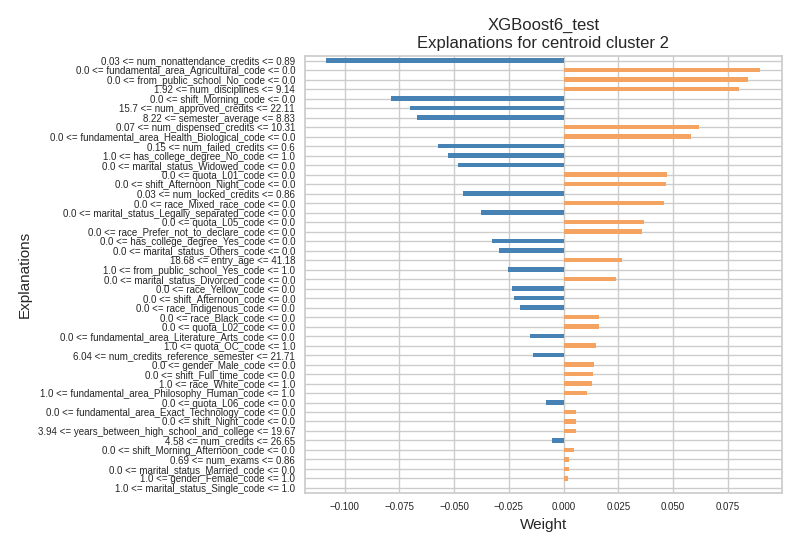 XGBoost6_test
Explanations for centroid cluster 2
0.03 <= num_nonattendance_credits <= 0.89
0.0 <= fundamental_area_Agricultural_code <= 0.0
0.0 <= from_public_school_No_code <= 0.0
1.92 <= num_disciplines <= 9.14
0.0 <= shift_Morning_code <= 0.0
15.7 <= num_approved_credits <= 22.11
8.22 <= semester_average <= 8.83
0.07 <= num_dispensed_credits <= 10.31
0.0 <= fundamental_area_Health_Biological_code <= 0.0
0.15 <= num_failed_credits <= 0.6
1.0 <= has_college_degree_No_code <= 1.0
0.0 <= marital_status_Widowed_code <= 0.0
0.0 <= quota_L01_code <= 0.0
0.0 <= shift_Afternoon_Night_code <= 0.0
0.03 <= num_locked_credits <= 0.86
0.0 <= race_Mixed_race_code <= 0.0
0.0 <= marital_status_Legally_separated_code <= 0.0
0.0 <= quota_L05_code <= 0.0
0.0 <= race_Prefer_not_to_declare_code <= 0.0
0.0 <= has_college_degree_Yes_code <= 0.0
0.0 <= marital_status_Others_code <= 0.0
18.68 <= entry_age <= 41.18
1.0 <= from_public_school_Yes_code <= 1.0
0.0 <= marital_status_Divorced_code <= 0.0
0.0 <= race_Yellow_code <= 0.0
0.0 <= shift_Afternoon_code <= 0.0
0.0 <= race_Indigenous_code <= 0.0
0.0 <= race_Black_code <= 0.0
0.0 <= quota_L02_code <= 0.0
0.0 <= fundamental_area_Literature_Arts_code <= 0.0
1.0 <= quota_OC_code <= 1.0
6.04 <= num_credits_reference_semester <= 21.71
0.0 <= gender_Male_code <= 0.0
0.0 <= shift_Full_time_code <= 0.0
1.0 <= race_White_code <= 1.0
1.0 <= fundamental_area_Philosophy_Human_code <= 1.0
0.0 <= quota_L06_code <= 0.0
0.0 <= fundamental_area_Exact_Technology_code <= 0.0
0.0 <= shift_Night_code <= 0.0
3.94 <= years_between_high_school_and_college <= 19.67
4.58 <= num_credits <= 26.65
0.0 <= shift_Morning_Afternoon_code <= 0.0
0.69 <= num_exams <= 0.86
0.0 <= marital_status_Married_code <= 0.0
1.0 <= gender_Female_code <= 1.0
1.0 <= marital_status_Single_code <= 1.0
Explanations
−0.100 −0.075 −0.050 −0.025 0.000 0.025 0.050 0.075
Weight